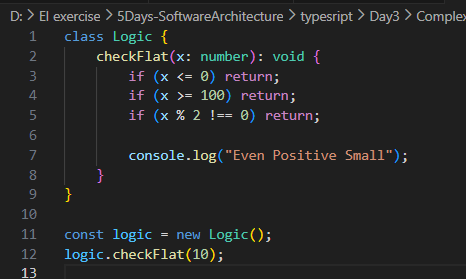 D: > EI exercise > 5Days-SoftwareArchitecture > typesript > Day3 > Complex
1 class Logic {
2 checkFlat(x: number): void {
3 if (x <= 0) return;
4 if (x >= 100) return;
5 if (x % 2 !== 0) return;
6
7 console.log("Even Positive Small");
8 }
9 }
10
11 const logic = new Logic();
12 logic.checkFlat(10);
13